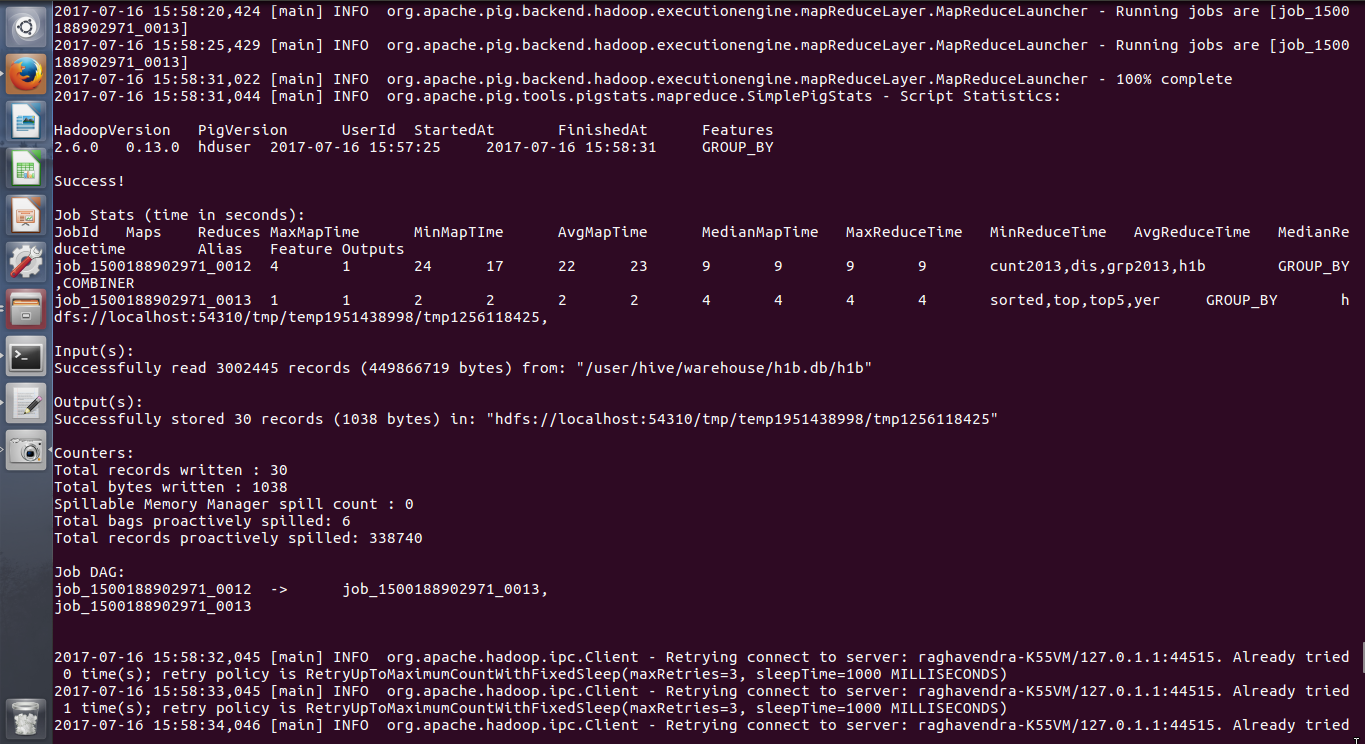 2017-07-16 15:58:20,424 [main] INFO  org.apache.pig.backend.hadoop.executionengine.mapReduceLayer.MapReduceLauncher - Running jobs are [job_1500
188902971_0013]
2017-07-16 15:58:25,429 [main] INFO  org.apache.pig.backend.hadoop.executionengine.mapReduceLayer.MapReduceLauncher - Running jobs are [job_1500
188902971_0013]
2017-07-16 15:58:31,022 [main] INFO  org.apache.pig.backend.hadoop.executionengine.mapReduceLayer.MapReduceLauncher - 100% complete
2017-07-16 15:58:31,044 [main] INFO  org.apache.pig.tools.pigstats.mapreduce.SimplePigStats - Script Statistics:
HadoopVersion   PigVersion      UserId  StartedAt       FinishedAt      Features
2.6.0   0.13.0  hduser  2017-07-16 15:57:25     2017-07-16 15:58:31     GROUP_BY
Success!
Job Stats (time in seconds):
JobId   Maps    Reduces MaxMapTime      MinMapTIme      AvgMapTime      MedianMapTime   MaxReduceTime   MinReduceTime   AvgReduceTime   MedianRe
ducetime        Alias   Feature Outputs
job_1500188902971_0012  4       1       24      17      22      23      9       9       9       9       cunt2013,dis,grp2013,h1b        GROUP_BY
,COMBINER
job_1500188902971_0013  1       1       2       2       2       2       4       4       4       4       sorted,top,top5,yer     GROUP_BY       h
dfs://localhost:54310/tmp/temp1951438998/tmp1256118425,
Input(s):
Successfully read 3002445 records (449866719 bytes) from: "/user/hive/warehouse/h1b.db/h1b"
Output(s):
Successfully stored 30 records (1038 bytes) in: "hdfs://localhost:54310/tmp/temp1951438998/tmp1256118425"
Counters:
Total records written : 30
Total bytes written : 1038
Spillable Memory Manager spill count : 0
Total bags proactively spilled: 6
Total records proactively spilled: 338740
Job DAG:
job_1500188902971_0012  ->      job_1500188902971_0013,
job_1500188902971_0013
2017-07-16 15:58:32,045 [main] INFO  org.apache.hadoop.ipc.Client - Retrying connect to server: raghavendra-K55VM/127.0.1.1:44515. Already tried
 0 time(s); retry policy is RetryUpToMaximumCountWithFixedSleep(maxRetries=3, sleepTime=1000 MILLISECONDS)
2017-07-16 15:58:33,045 [main] INFO  org.apache.hadoop.ipc.Client - Retrying connect to server: raghavendra-K55VM/127.0.1.1:44515. Already tried
 1 time(s); retry policy is RetryUpToMaximumCountWithFixedSleep(maxRetries=3, sleepTime=1000 MILLISECONDS)
2017-07-16 15:58:34,046 [main] INFO  org.apache.hadoop.ipc.Client - Retrying connect to server: raghavendra-K55VM/127.0.1.1:44515. Already tried